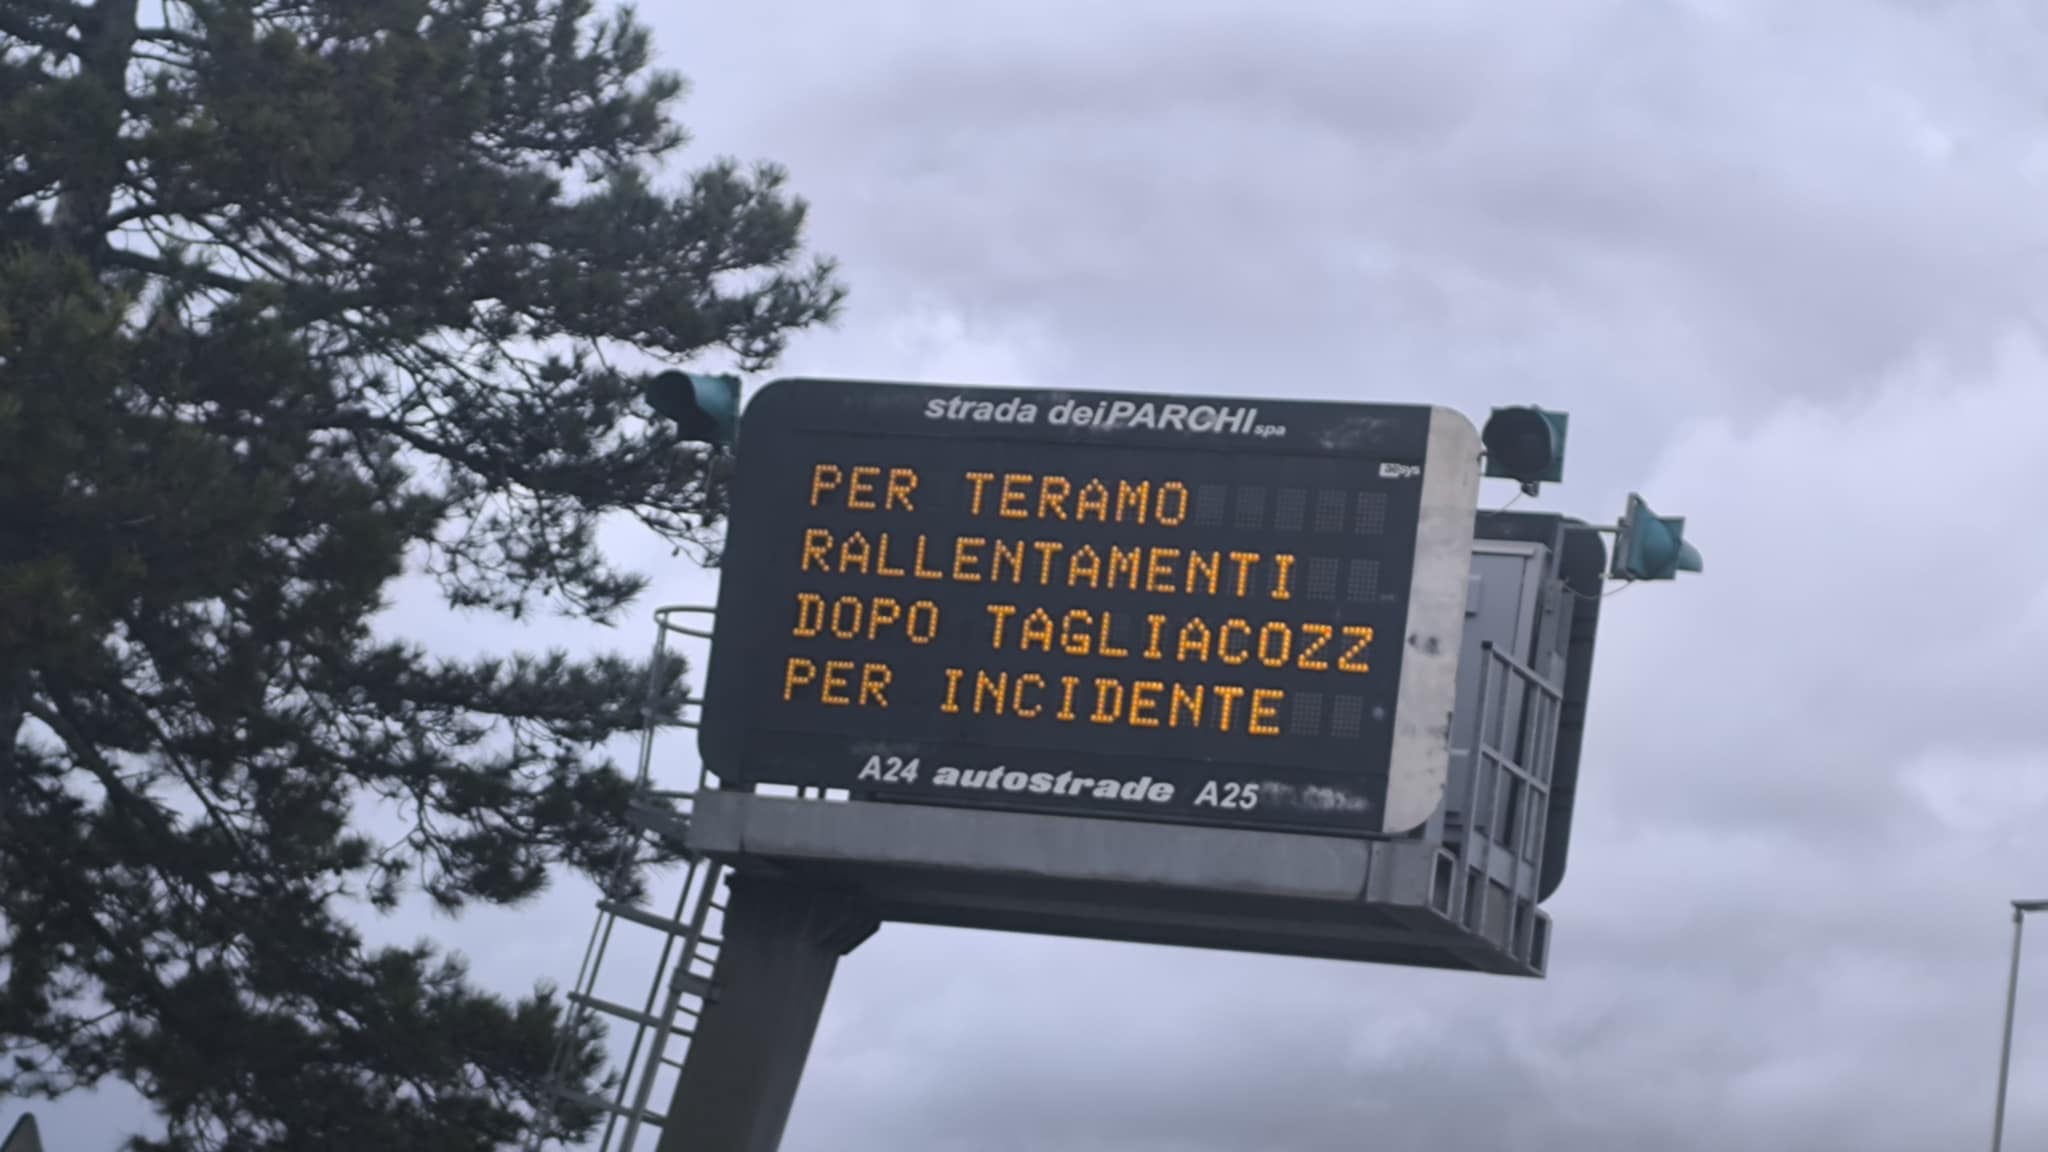 strada deiPARCHI spa
PER TERAMO
RALLENTAMENTI
DOPO TAGLIACOZZ
PER INCIDENTE
A24 autostrade A25